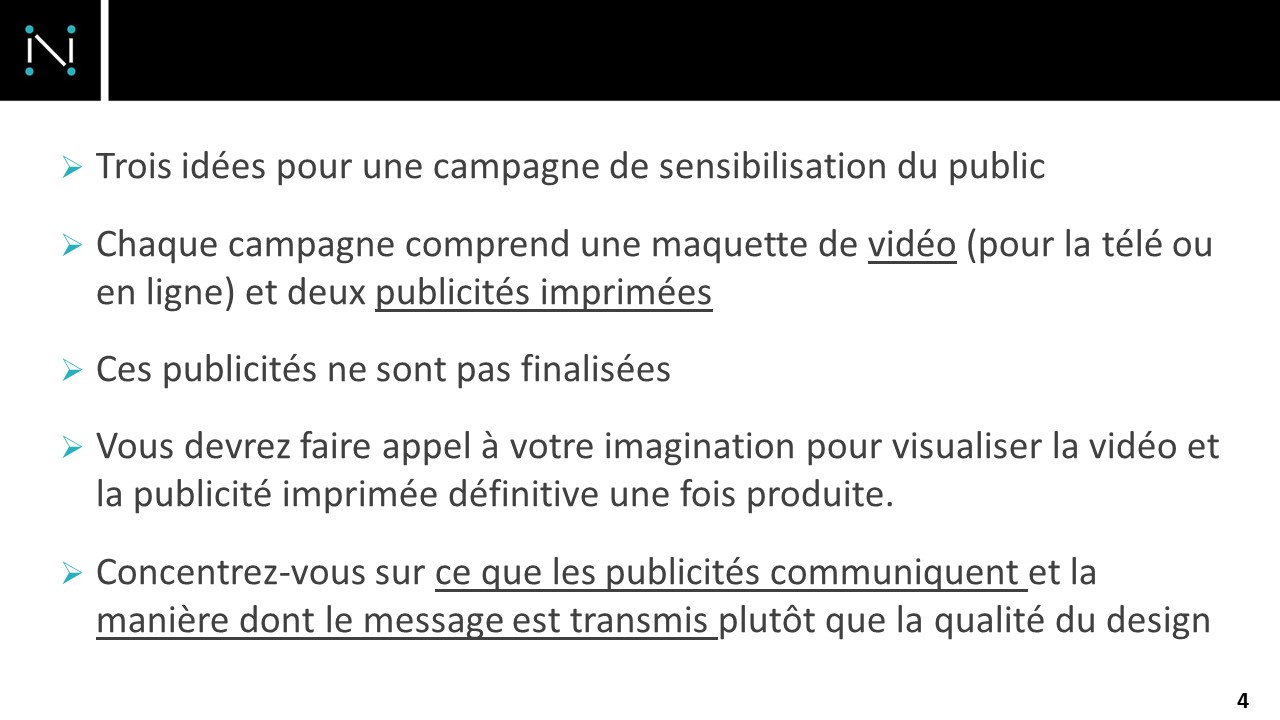 Trois idées pour une campagne de sensibilisation du public
Chaque campagne comprend une maquette de vidéo (pour la télé ou
en ligne) et deux publicités imprimées
Ces publicités ne sont pas finalisées
Vous devrez faire appel à votre imagination pour visualiser la vidéo et
la publicité imprimée définitive une fois produite.
Concentrez-vous sur ce que les publicités communiquent et la
manière dont le message est transmis plutôt que la qualité du design
4